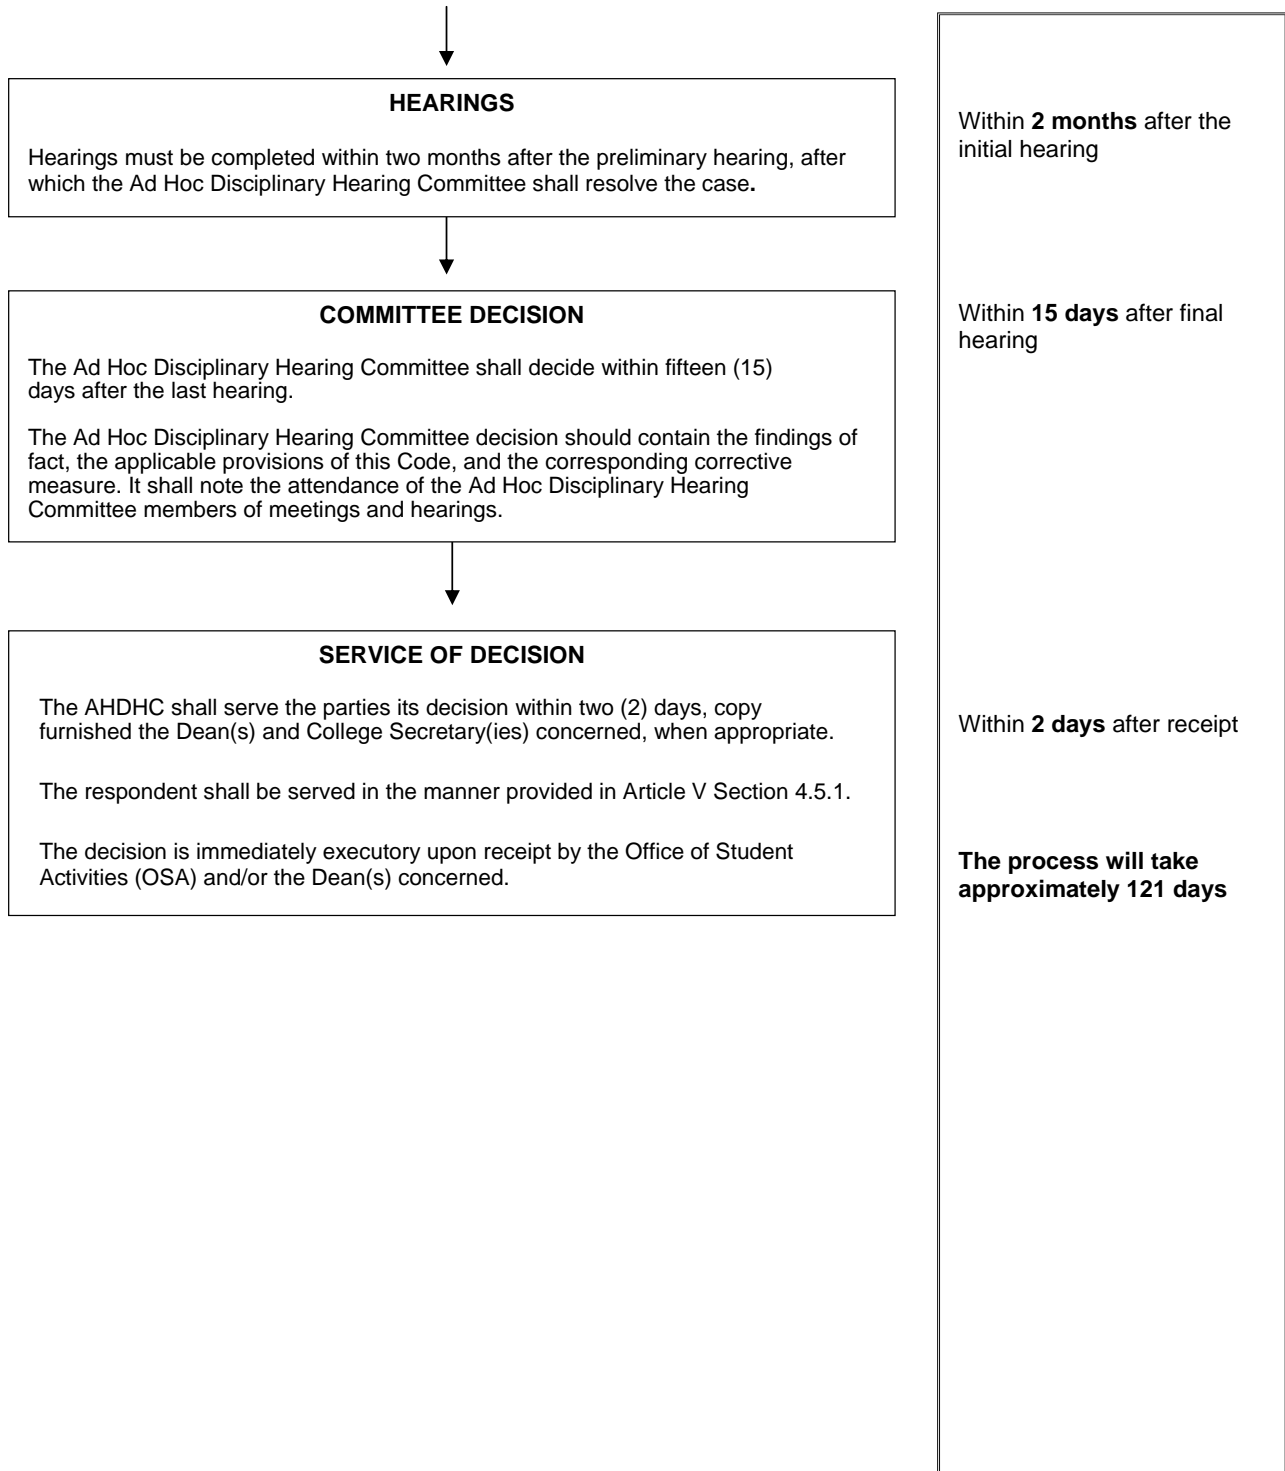 HEARINGS
Hearings must be completed within two months after the preliminary hearing, after
which the Ad Hoc Disciplinary Hearing Committee shall resolve the case.
Within 2 months after the
initial hearing
COMMITTEE DECISION
The Ad Hoc Disciplinary Hearing Committee shall decide within fifteen (15)
days after the last hearing.
The Ad Hoc Disciplinary Hearing Committee decision should contain the findings of
fact, the applicable provisions of this Code, and the corresponding corrective
measure. It shall note the attendance of the Ad Hoc Disciplinary Hearing
Committee members of meetings and hearings.
Within 15 days after final
hearing
SERVICE OF DECISION
The AHDHC shall serve the parties its decision within two (2) days, copy
furnished the Dean(s) and College Secretary(ies) concerned, when appropriate.
The respondent shall be served in the manner provided in Article V Section 4.5.1.
The decision is immediately executory upon receipt by the Office of Student
Activities (OSA) and/or the Dean(s) concerned.
Within 2 days after receipt
The process will take
approximately 121 days